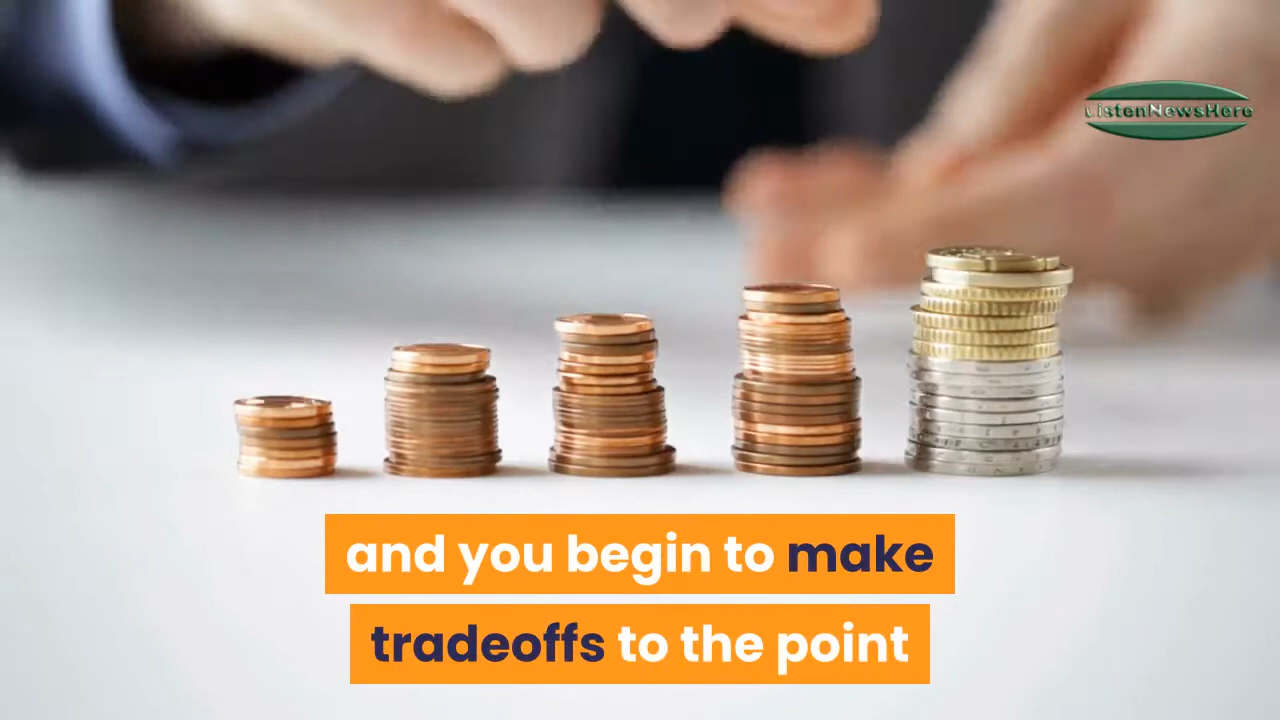 ListenNewsHere
and you begin to make
tradeoffs to the point